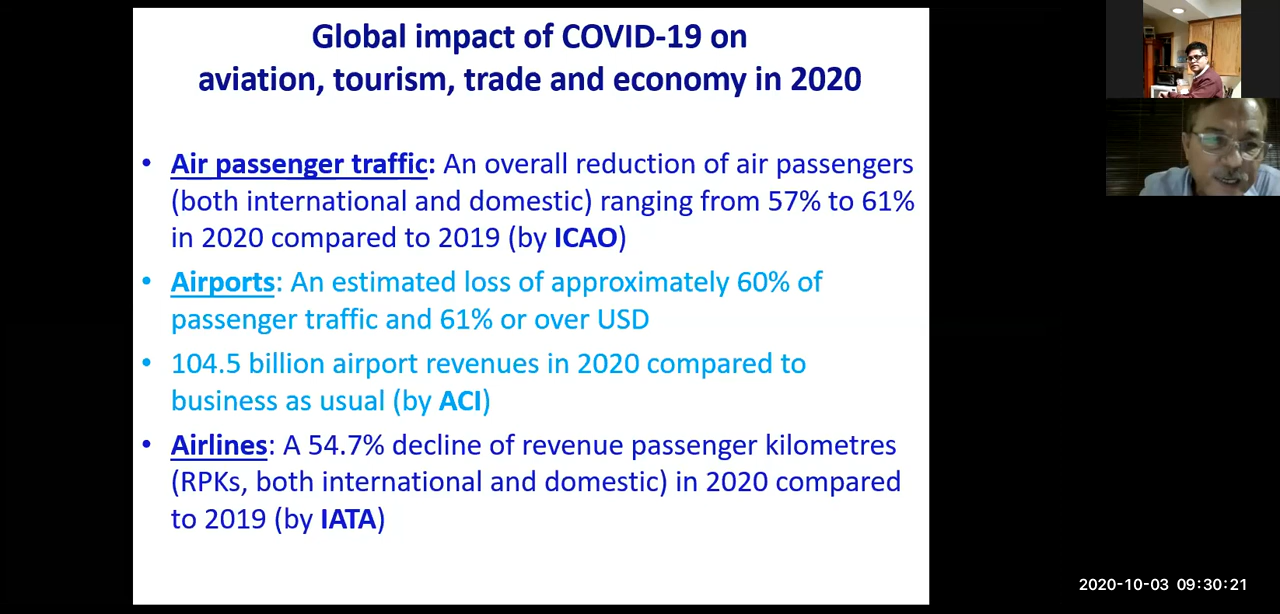 Global impact of COVID-19 on
aviation, tourism, trade and economy in 2020
• Air passenger traffic: An overall reduction of air passengers
(both international and domestic) ranging from 57% to 61%
in 2020 compared to 2019 (by ICAO)
• Airports: An estimated loss of approximately 60% of
passenger traffic and 61% or over USD
• 104.5 billion airport revenues in 2020 compared to
business as usual (by ACI)
• Airlines: A 54.7% decline of revenue passenger kilometres
(RPKs, both international and domestic) in 2020 compared
to 2019 (by IATA)
2020-10-03 09:30:21